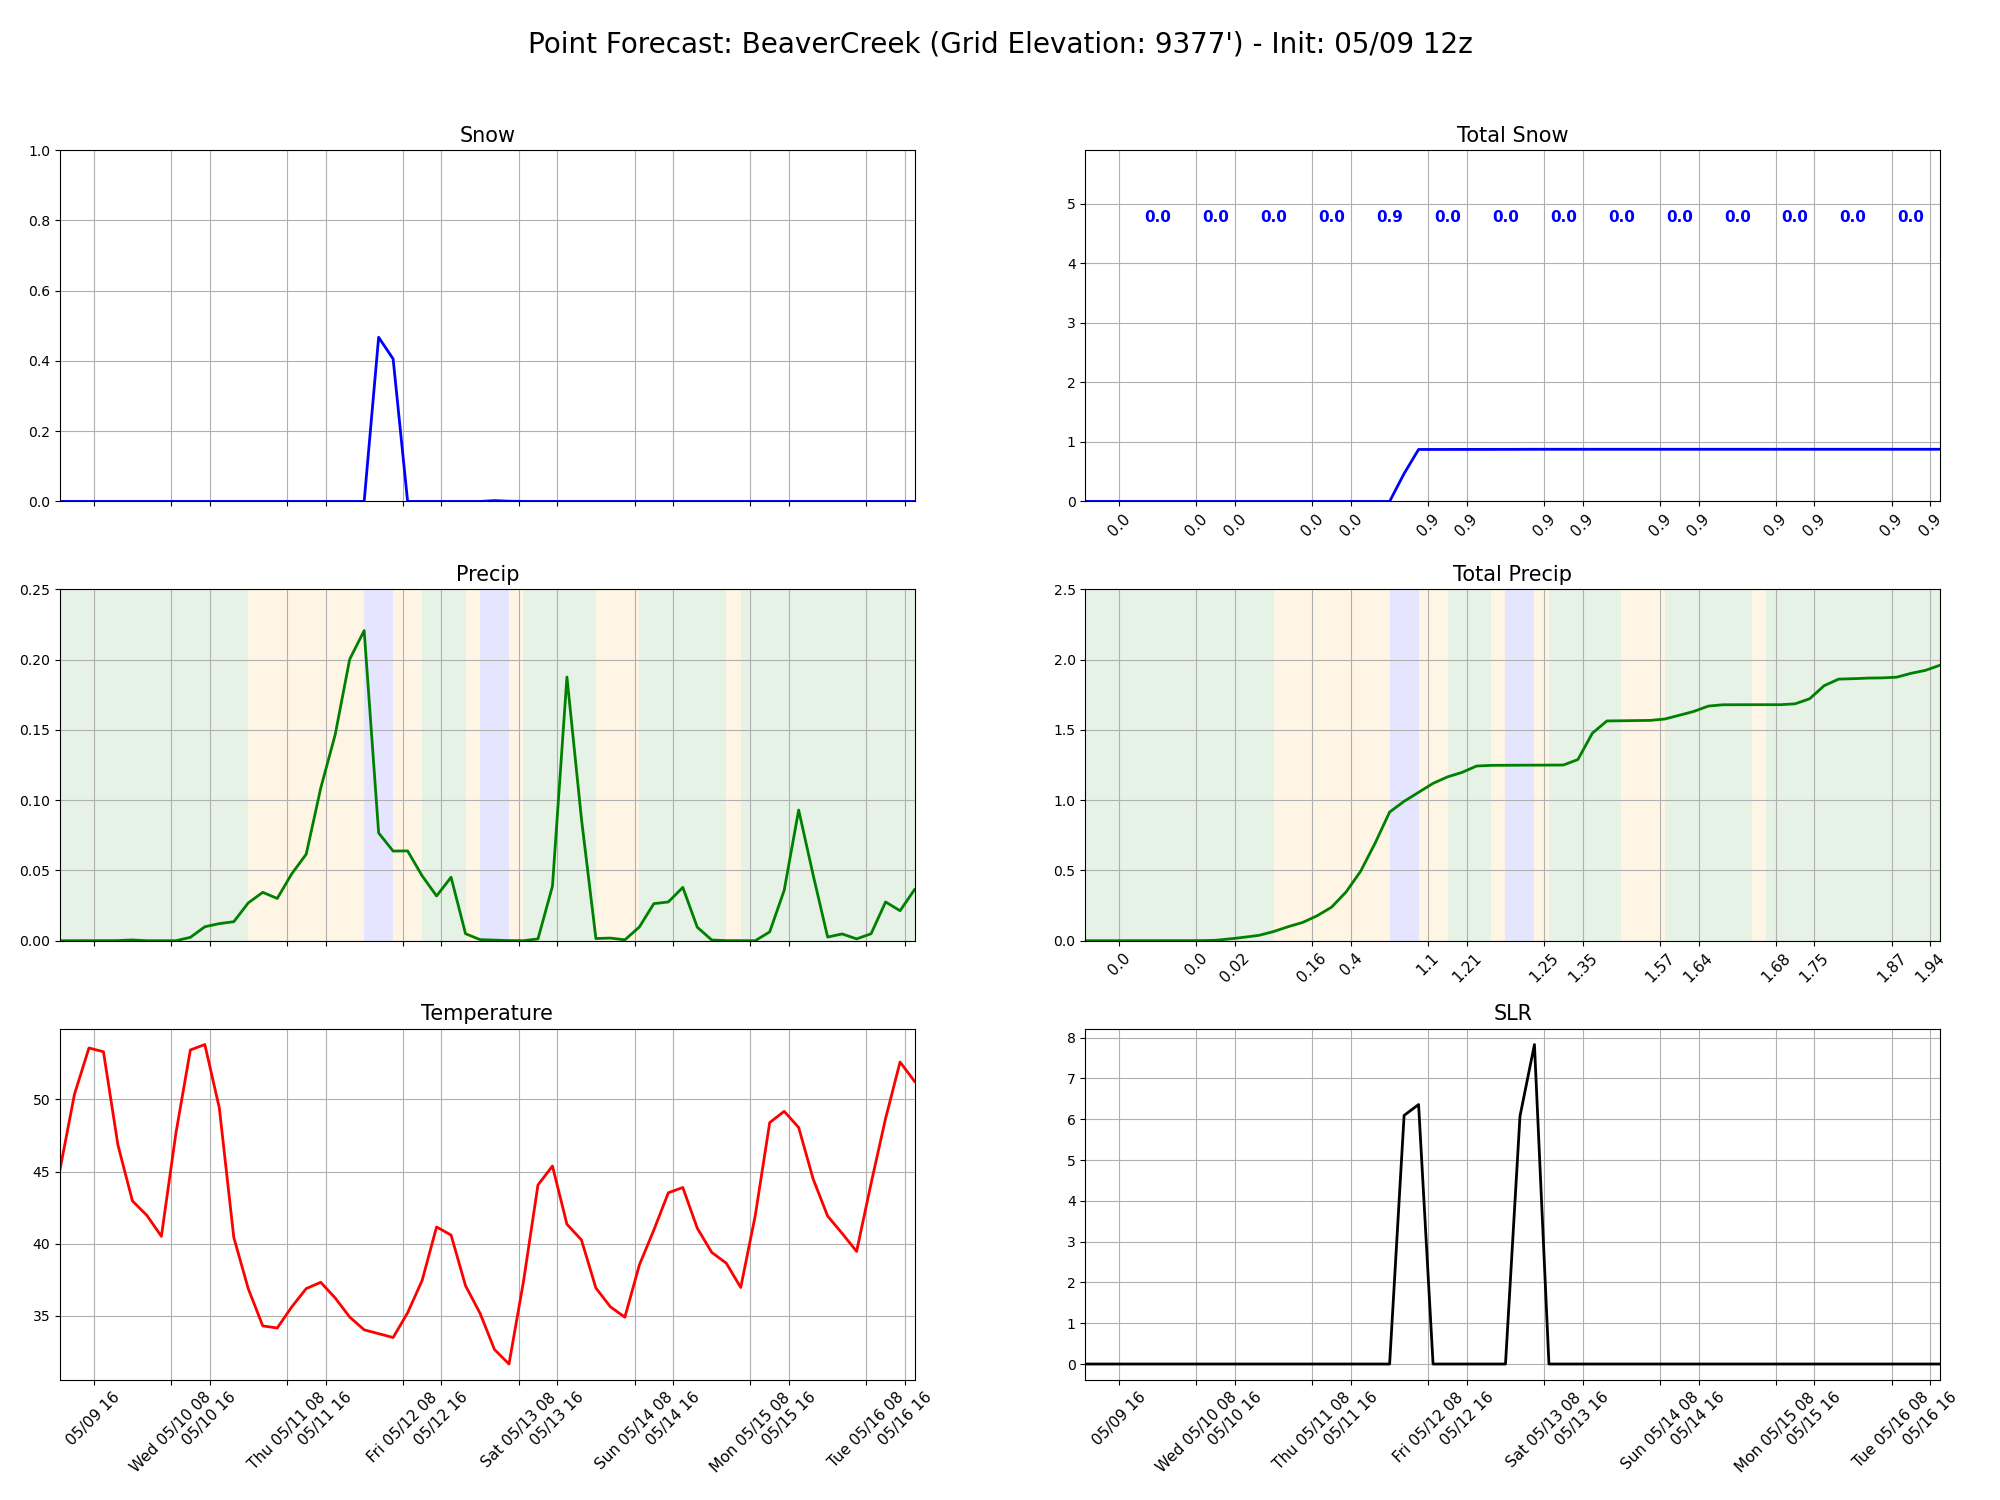 Point Forecast: BeaverCreek (Grid Elevation: 9377') - Init: 05/09 12z
Snow
1.0
0.8
0.6
0.4
0.2
0.0
Total Snow
5
4
3
2
1
0
0.0 0.0 0.0 0.0 0.9 0.0 0.0 0.0 0.0 0.0 0.0 0.0 0.0 0.0
0.0 0.0 0.0 0.0 0.0 0.9 0.9 0.9 0.9 0.9 0.9 0.9 0.9 0.9 0.9
Precip
0.25
0.20
0.15
0.10
0.05
0.00
Total Precip
2.5
2.0
1.5
1.0
0.5
0.0
0.0 0.0 0.02 0.16 0.4 1.1 1.21 1.25 1.35 1.57 1.64 1.68 1.75 1.87 1.94
Temperature
50
45
40
35
05/09 16
Wed 05/10 08
05/10 16
Thu 05/11 08
05/11 16
Fri 05/12 08
05/12 16
Sat 05/13 08
05/13 16
Sun 05/14 08
05/14 16
Mon 05/15 08
05/15 16
Tue 05/16 08
05/16 16
SLR
8
7
6
5
4
3
2
1
0
05/09 16
Wed 05/10 08
05/10 16
Thu 05/11 08
05/11 16
Fri 05/12 08
05/12 16
Sat 05/13 08
05/13 16
Sun 05/14 08
05/14 16
Mon 05/15 08
05/15 16
Tue 05/16 08
05/16 16